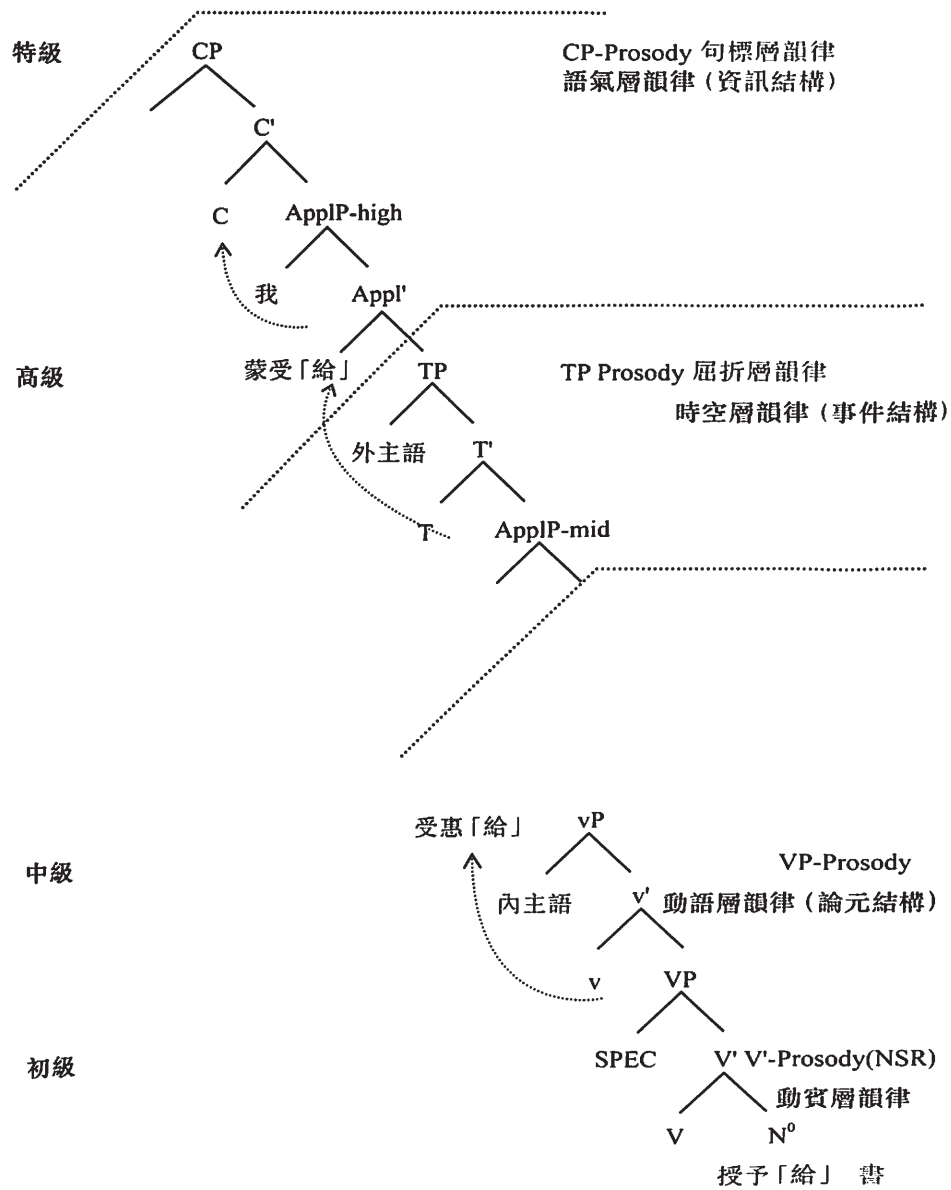 特級 CP CP-Prosody 句標層韻律
語氣層韻律（資訊結構）
C'
C ApplP-high
我 Appl'
高級 蒙受「給」 TP TP Prosody 屈折層韻律
時空層韻律（事件結構）
外主語 T'
T ApplP-mid
受惠「給」 vP
中級 VP-Prosody
內主語 v' 動語層韻律（論元結構）
v VP
初級 SPEC V' V'-Prosody(NSR)
動賓層韻律
V N⁰
授予「給」 書